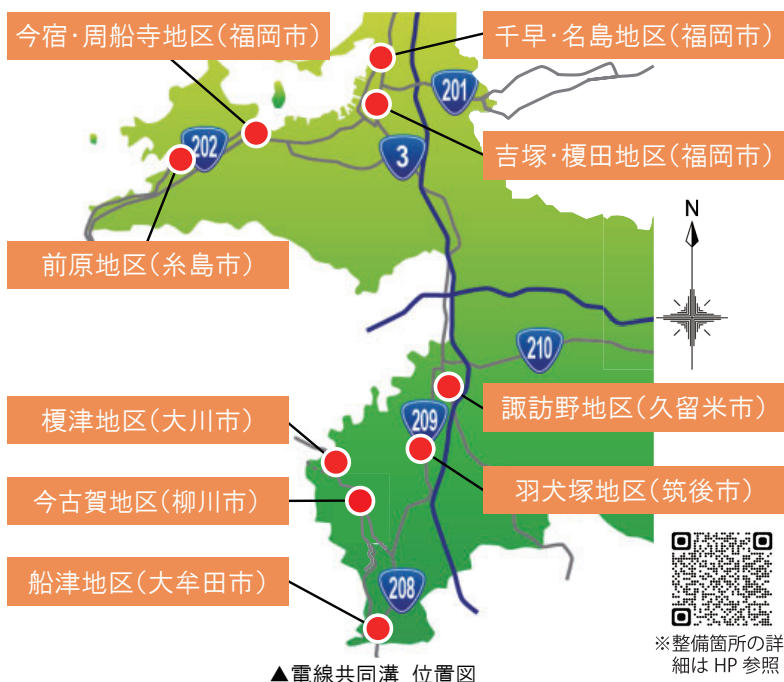 今宿・周船寺地区(福岡市)
千早・名島地区(福岡市)
201
202
3
吉塚・榎田地区(福岡市)
前原地区(糸島市)
N
210
諏訪野地区(久留米市)
榎津地区(大川市)
209
今古賀地区(柳川市)
羽犬塚地区(筑後市)
船津地区(大牟田市)
208
※整備箇所の詳
細は HP 参照
▲電線共同溝 位置図